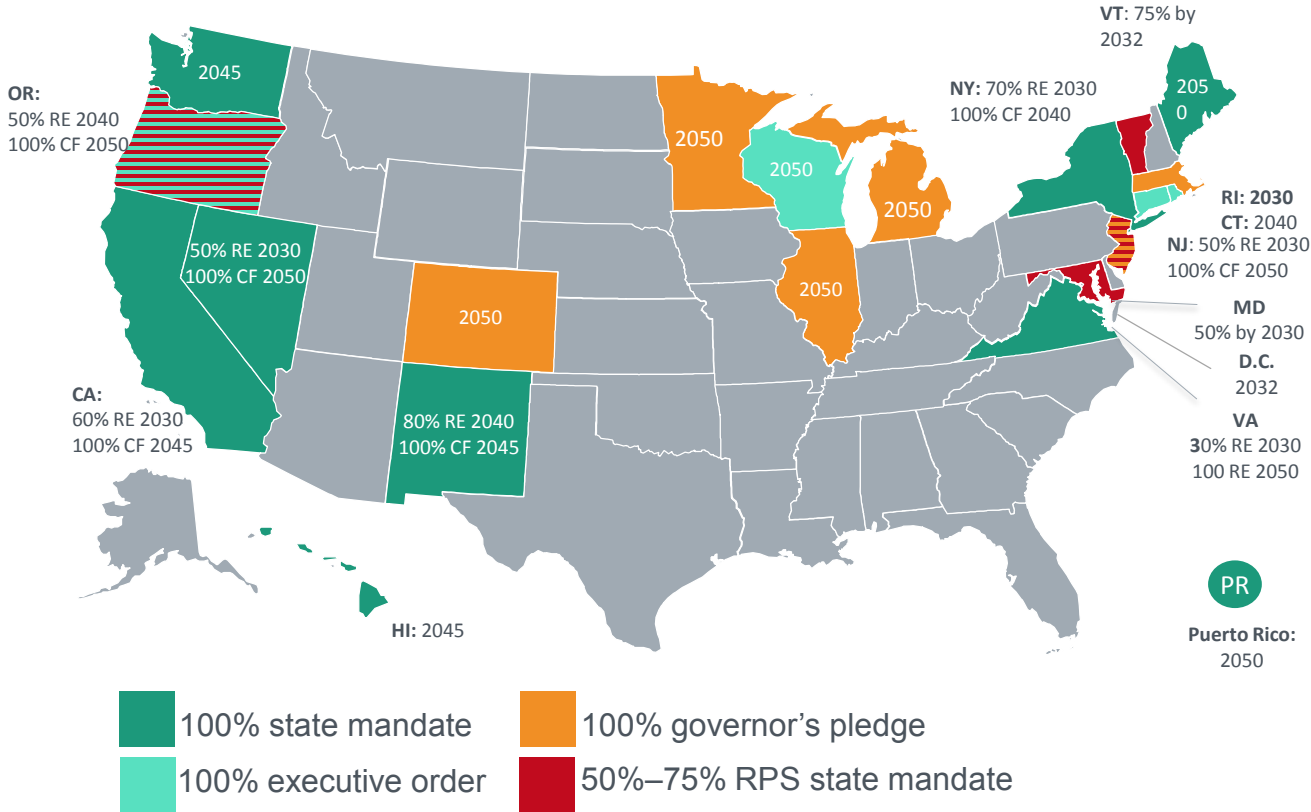 VT: 75% by
2032
2045
OR:
50% RE 2040
100% CF 2050
NY: 70% RE 2030
100% CF 2040
205
0
2050
2050
2050
RI: 2030
CT: 2040
NJ: 50% RE 2030
100% CF 2050
50% RE 2030
100% CF 2050
2050
2050
MD
50% by 2030
D.C.
2032
CA:
60% RE 2030
100% CF 2045
80% RE 2040
100% CF 2045
VA
30% RE 2030
100 RE 2050
HI: 2045
PR
Puerto Rico:
2050
100% state mandate
100% governor's pledge
100% executive order
50%–75% RPS state mandate